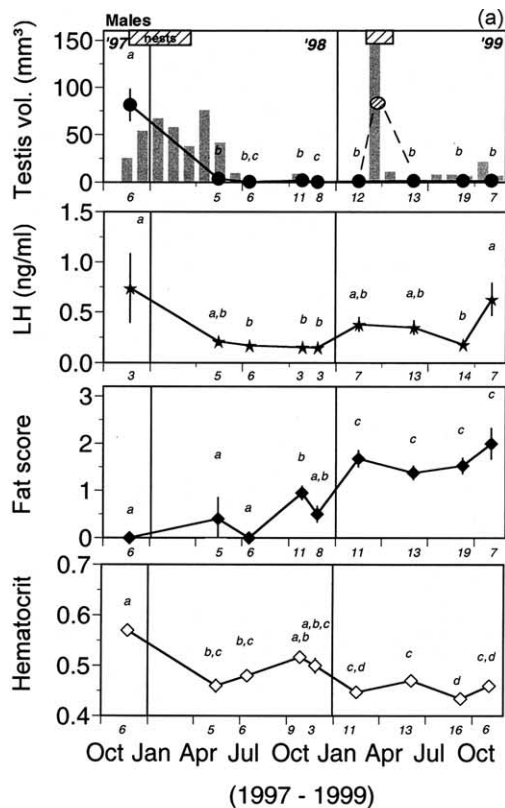 Males (a)
'97 nests '98 '99
Testis vol. (mm³)
150
100
50
0
a b b,c b c b b b b
6 5 6 11 8 12 13 19 7
LH (ng/ml)
1.5
1.0
0.5
0.0
a a,b b b b a,b a,b b a
3 5 6 3 3 7 13 14 7
Fat score
3
2
1
0
a a a b a,b c c c c
6 5 6 11 8 11 13 19 7
Hematocrit
0.7
0.6
0.5
0.4
a b,c b,c a,b a,b,c c,d c d c,d
6 5 6 9 3 11 13 16 6
Oct Jan Apr Jul Oct Jan Apr Jul Oct
(1997 - 1999)